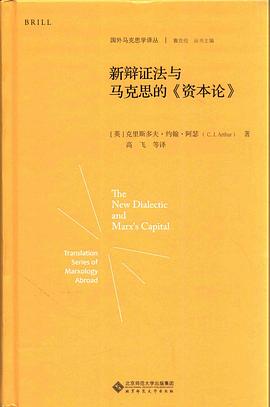 BRILL
国外马克思学译丛 | 鲁克俭 丛书主编
新辩证法与
马克思的《资本论》
［英］克里斯多夫·约翰·阿瑟（C. J. Arthur） 著
高 飞 等译
The
New Dialectic
and
Marx's Capital
Translation
Series of
Marxology
Abroad
北京师范大学出版集团
北京师范大学出版社